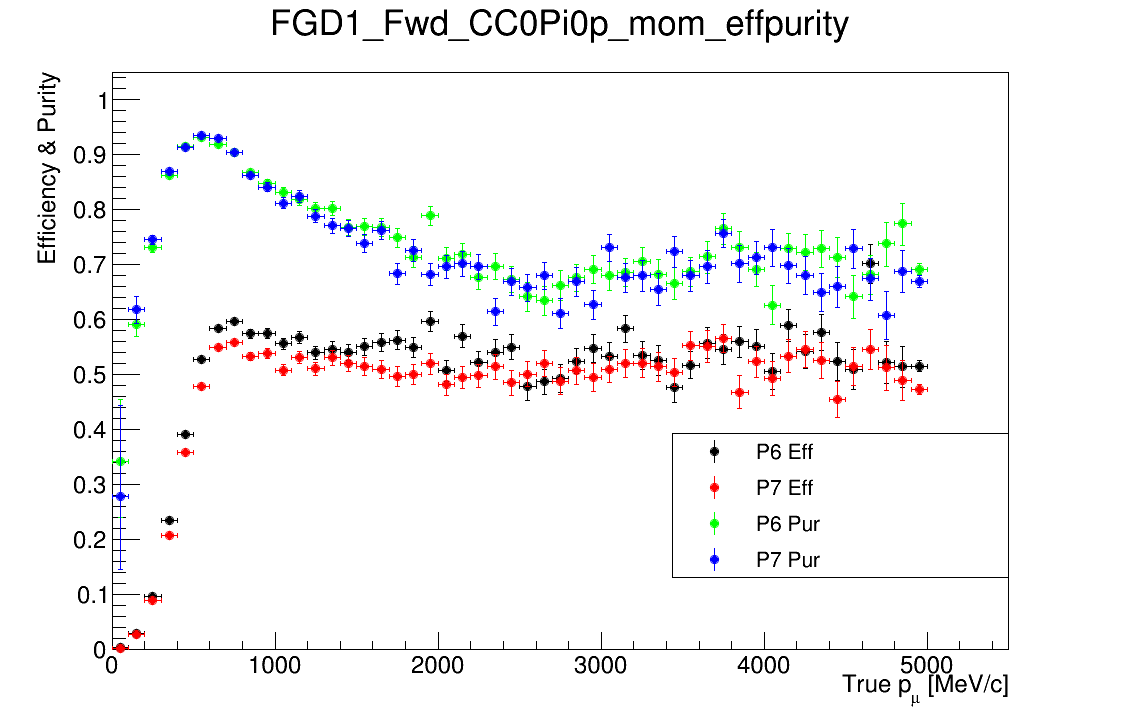 FGD1_Fwd_CC0Pi0p_mom_effpurity
Efficiency & Purity
1
0.9
0.8
0.7
0.6
0.5
0.4
0.3
0.2
0.1
0
P6 Eff
P7 Eff
P6 Pur
P7 Pur
0 1000 2000 3000 4000 5000
True pμ [MeV/c]